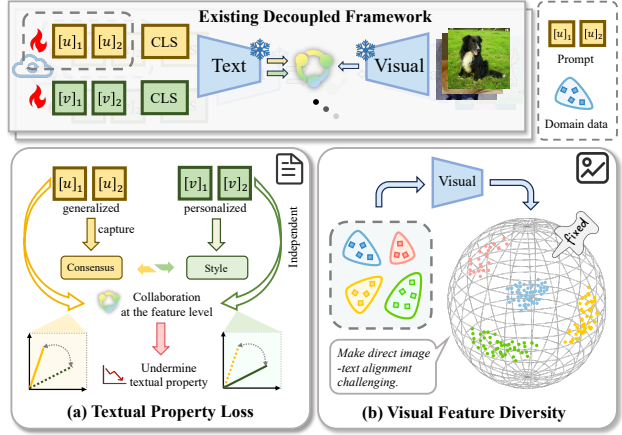 Existing Decoupled Framework
[u]₁ [u]₂ CLS
Text
Visual
[v]₁ [v]₂ CLS
[u]₁ [u]₂
Prompt
Domain data
[u]₁ [u]₂
generalized
[v]₁ [v]₂
personalized
capture
Consensus
Style
Independent
Collaboration
at the feature level
Undermine
textual property
(a) Textual Property Loss
Visual
fixed
Make direct image
-text alignment
challenging.
(b) Visual Feature Diversity